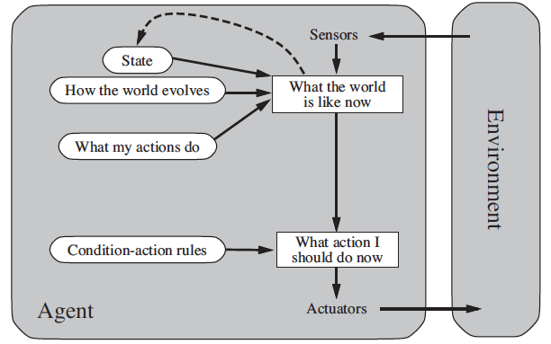 Sensors
State
How the world evolves
What the world
is like now
What my actions do
Condition-action rules
What action I
should do now
Agent
Actuators
Environment